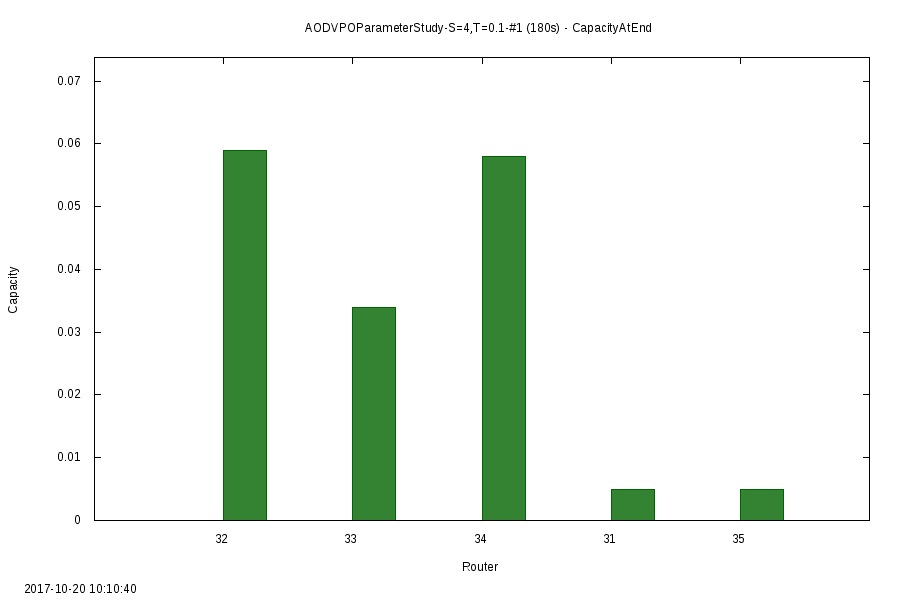 AODVPOParameterStudy-S=4,T=0.1-#1 (180s) - CapacityAtEnd
0.07
0.06
0.05
0.04
0.03
0.02
0.01
0
Capacity
32 33 34 31 35
Router
2017-10-20 10:10:40